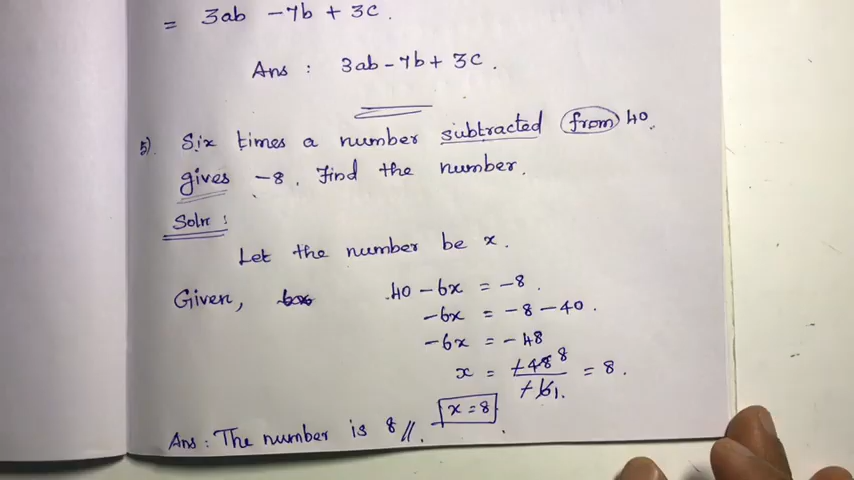 = 3ab - 7b + 3c.
Ans : 3ab - 7b + 3c.
5). Six times a number subtracted from 40.
gives -8. Find the number.
Soln :
Let the number be x.
Given, 40 - 6x = -8.
-6x = -8 - 40.
-6x = -48
x = -48 8 / -6 1. = 8.
x = 8
Ans : The number is 8 //.